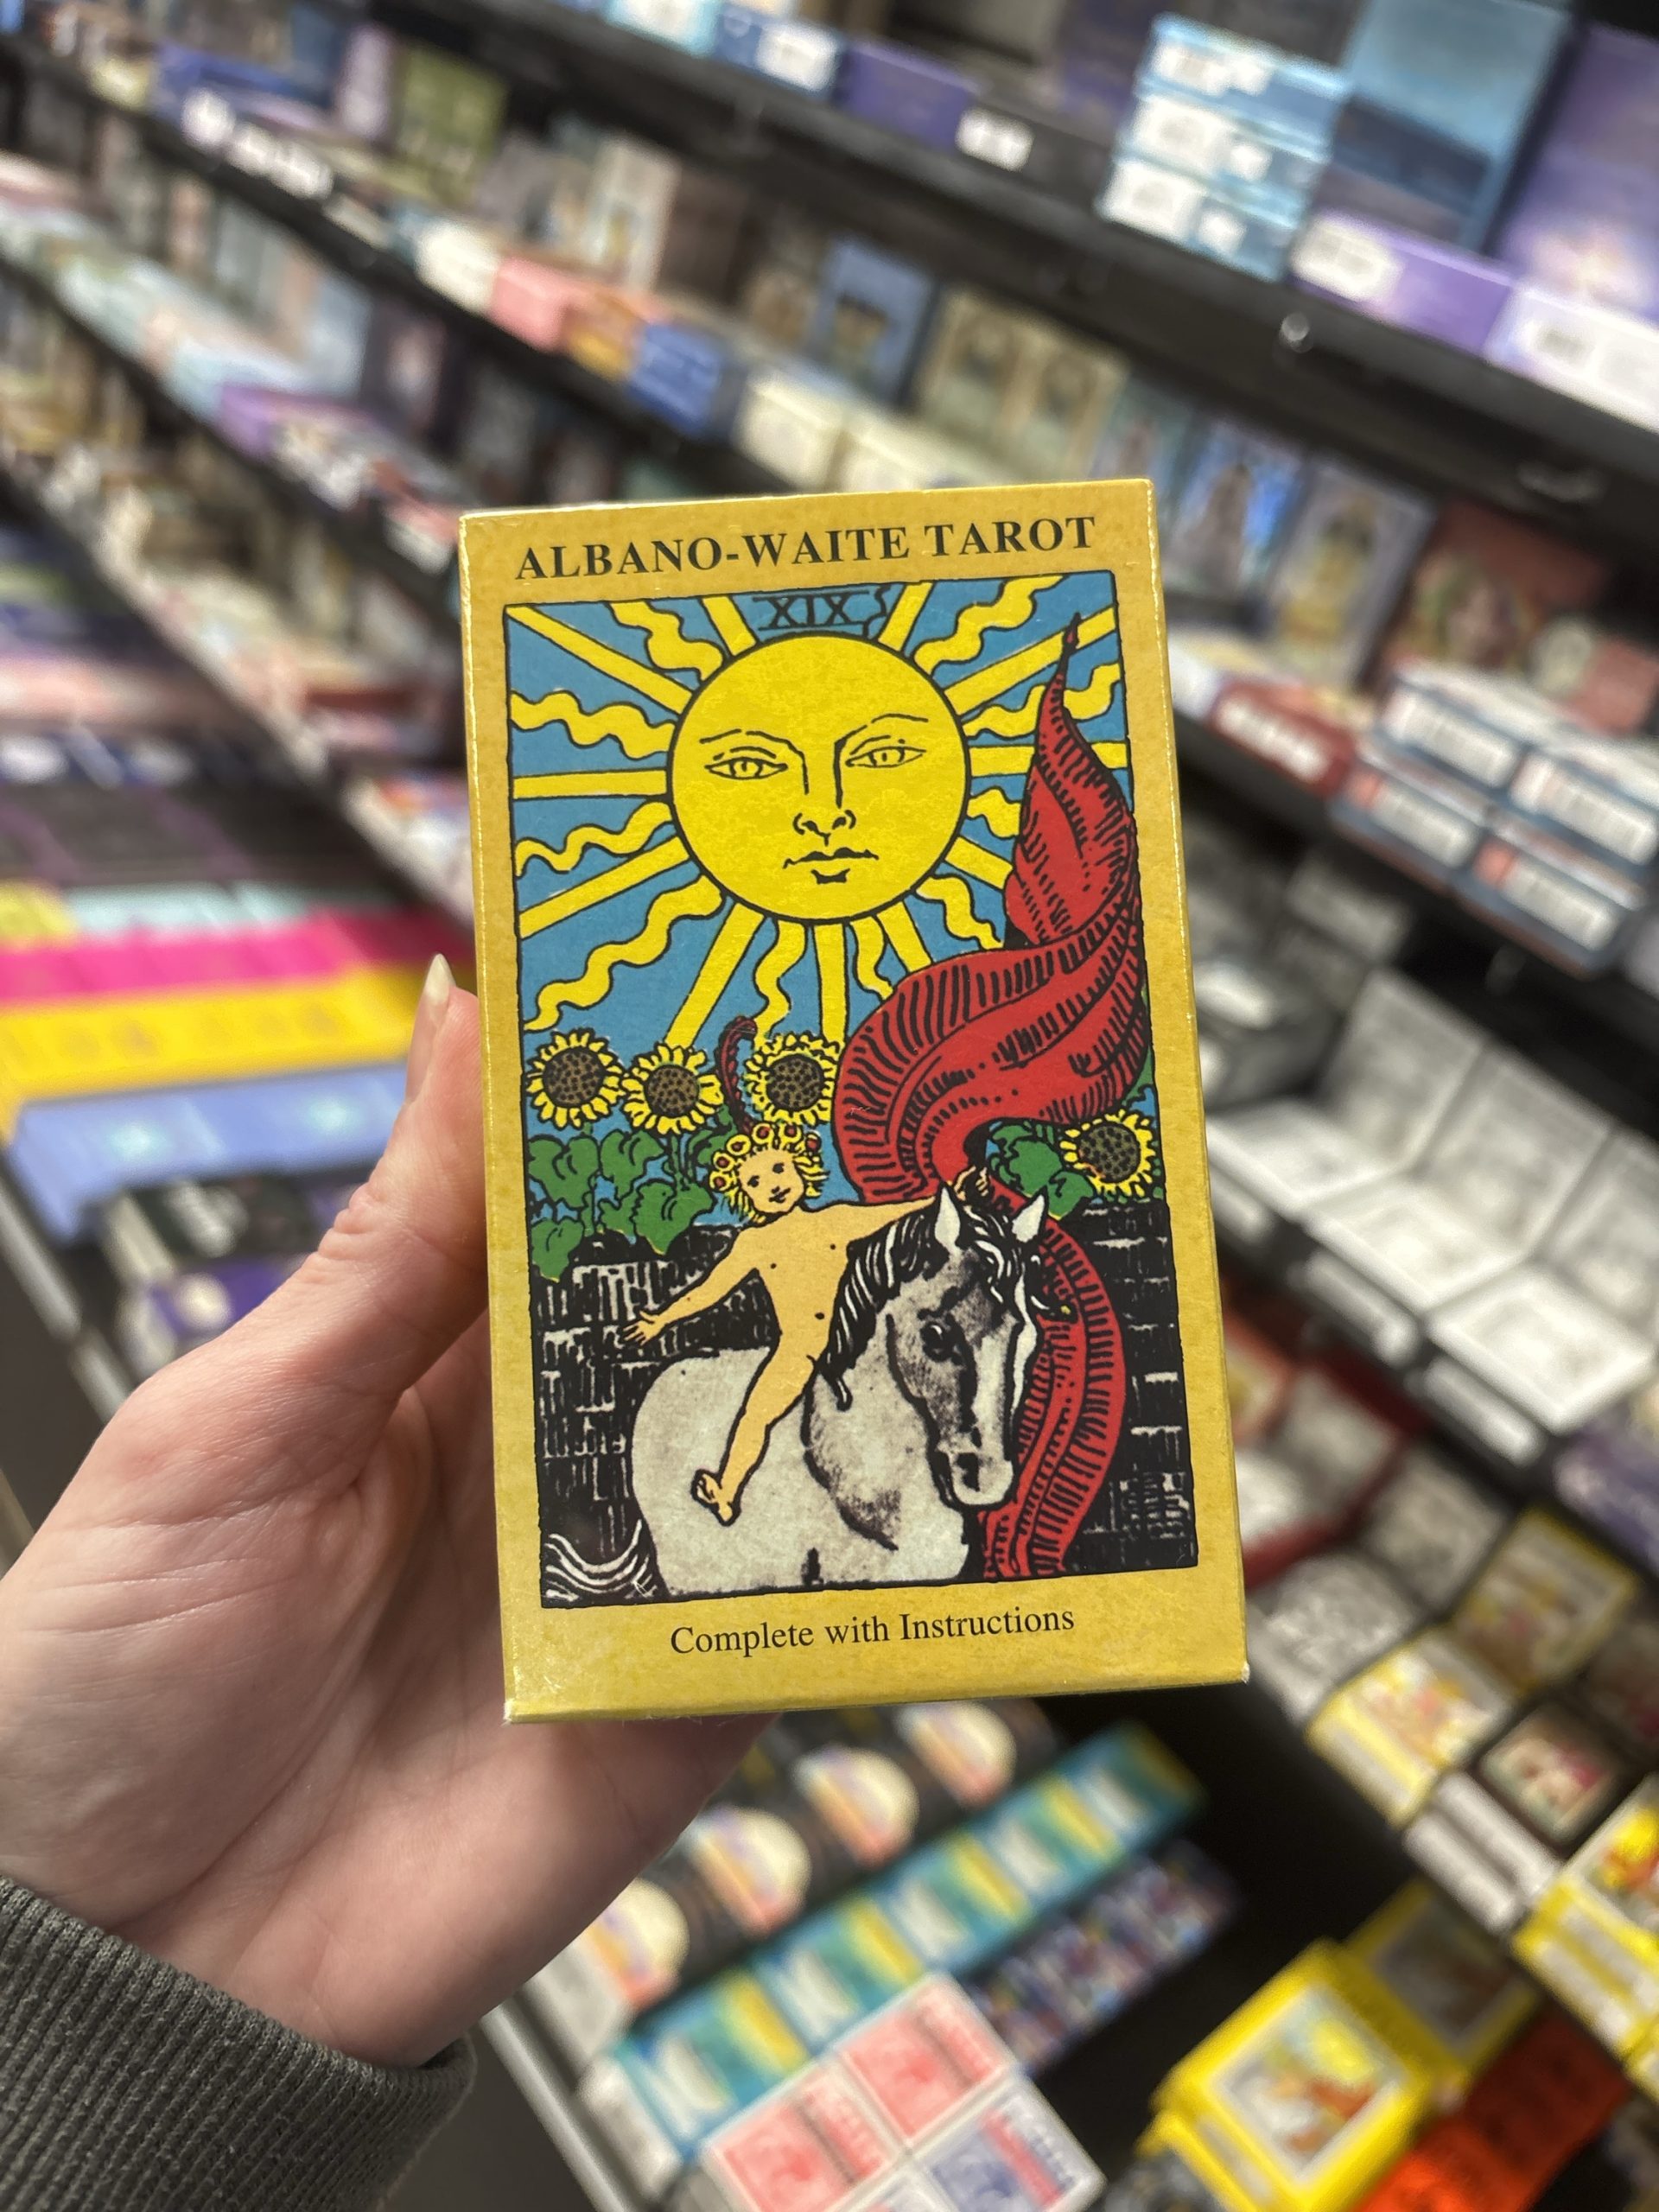 ALBANO-WAITE TAROT
XIX
Complete with Instructions